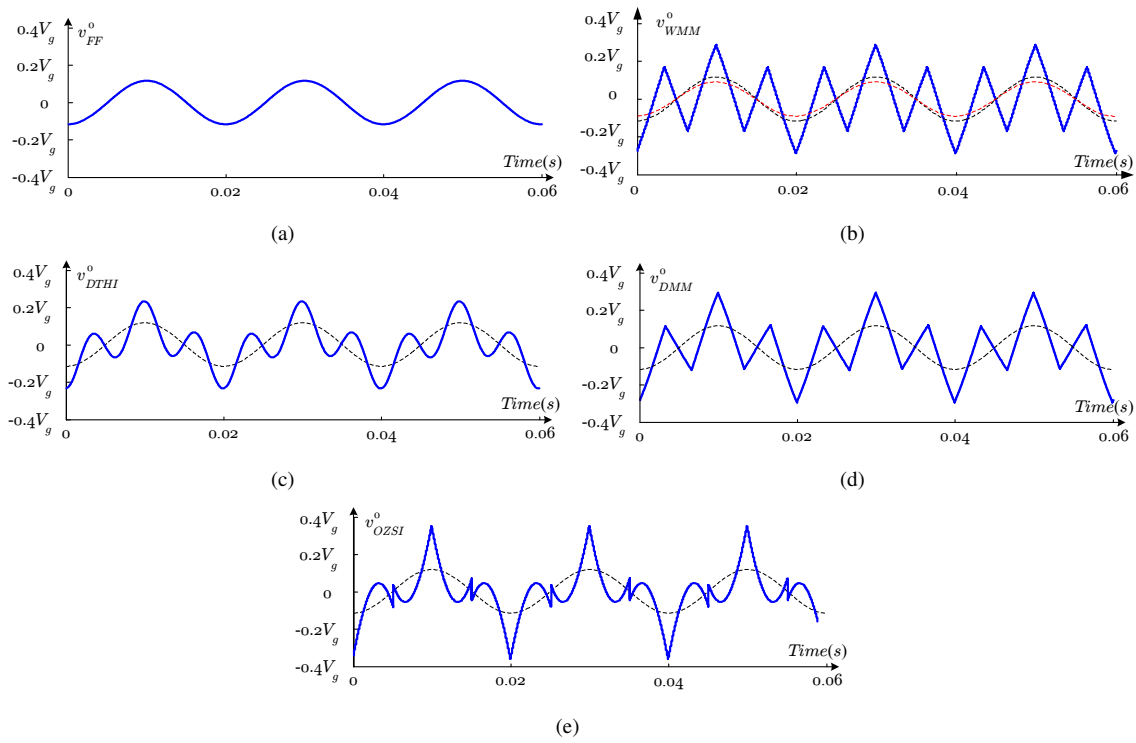 0.4V_g v^o_FF
0.2V_g
0
-0.2V_g
-0.4V_g
Time(s)
0 0.02 0.04 0.06
(a)
0.4V_g v^o_WMM
0.2V_g
0
-0.2V_g
-0.4V_g
Time(s)
0 0.02 0.04 0.06
(b)
0.4V_g v^o_DTHI
0.2V_g
0
-0.2V_g
-0.4V_g
Time(s)
0 0.02 0.04 0.06
(c)
0.4V_g v^o_DMM
0.2V_g
0
-0.2V_g
-0.4V_g
Time(s)
0 0.02 0.04 0.06
(d)
0.4V_g v^o_OZSI
0.2V_g
0
-0.2V_g
-0.4V_g
Time(s)
0 0.02 0.04 0.06
(e)